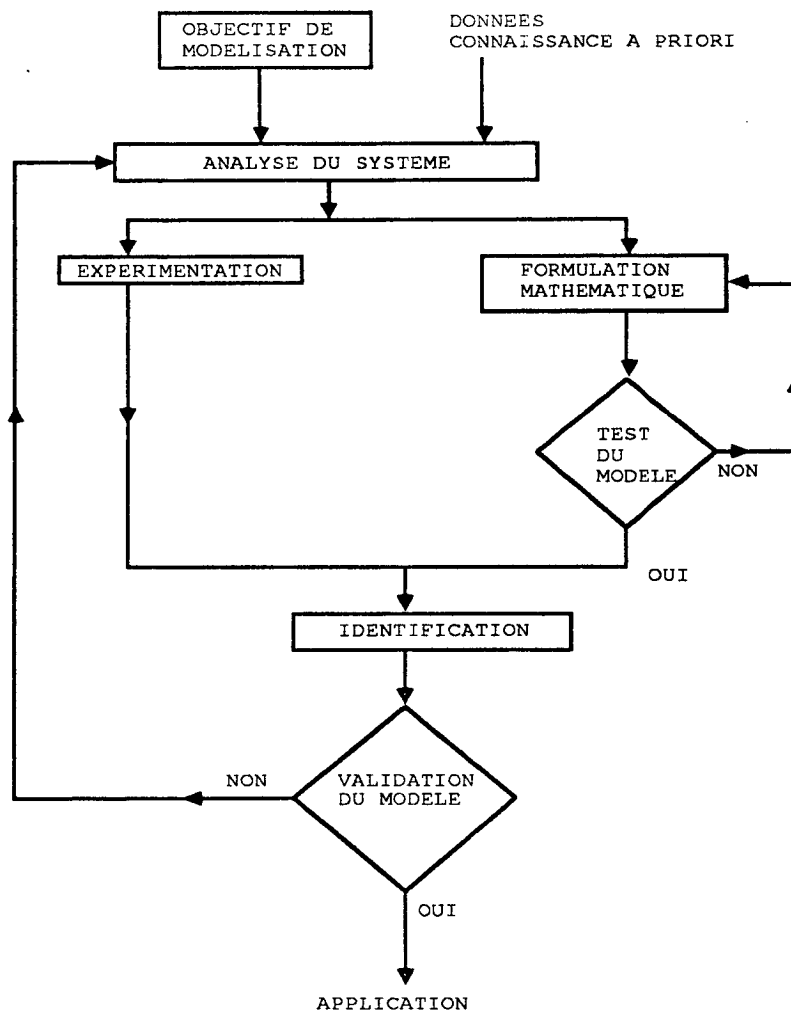 OBJECTIF DE
MODELISATION
DONNEES
CONNAISSANCE A PRIORI
ANALYSE DU SYSTEME
EXPERIMENTATION
FORMULATION
MATHEMATIQUE
TEST
DU
MODELE
NON
OUI
IDENTIFICATION
NON
VALIDATION
DU MODELE
OUI
APPLICATION